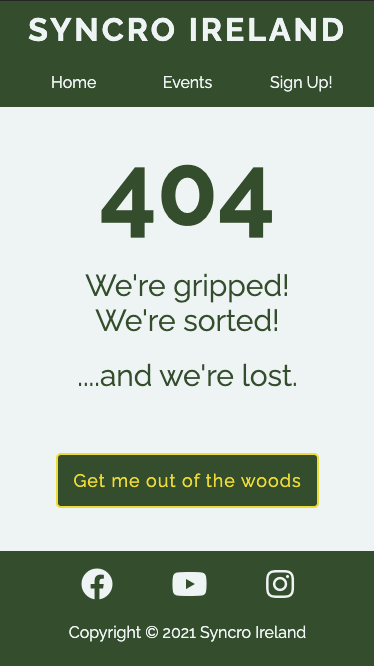 SYNCRO IRELAND
Home Events Sign Up!
404
We're gripped!
We're sorted!
....and we're lost.
Get me out of the woods
Copyright © 2021 Syncro Ireland